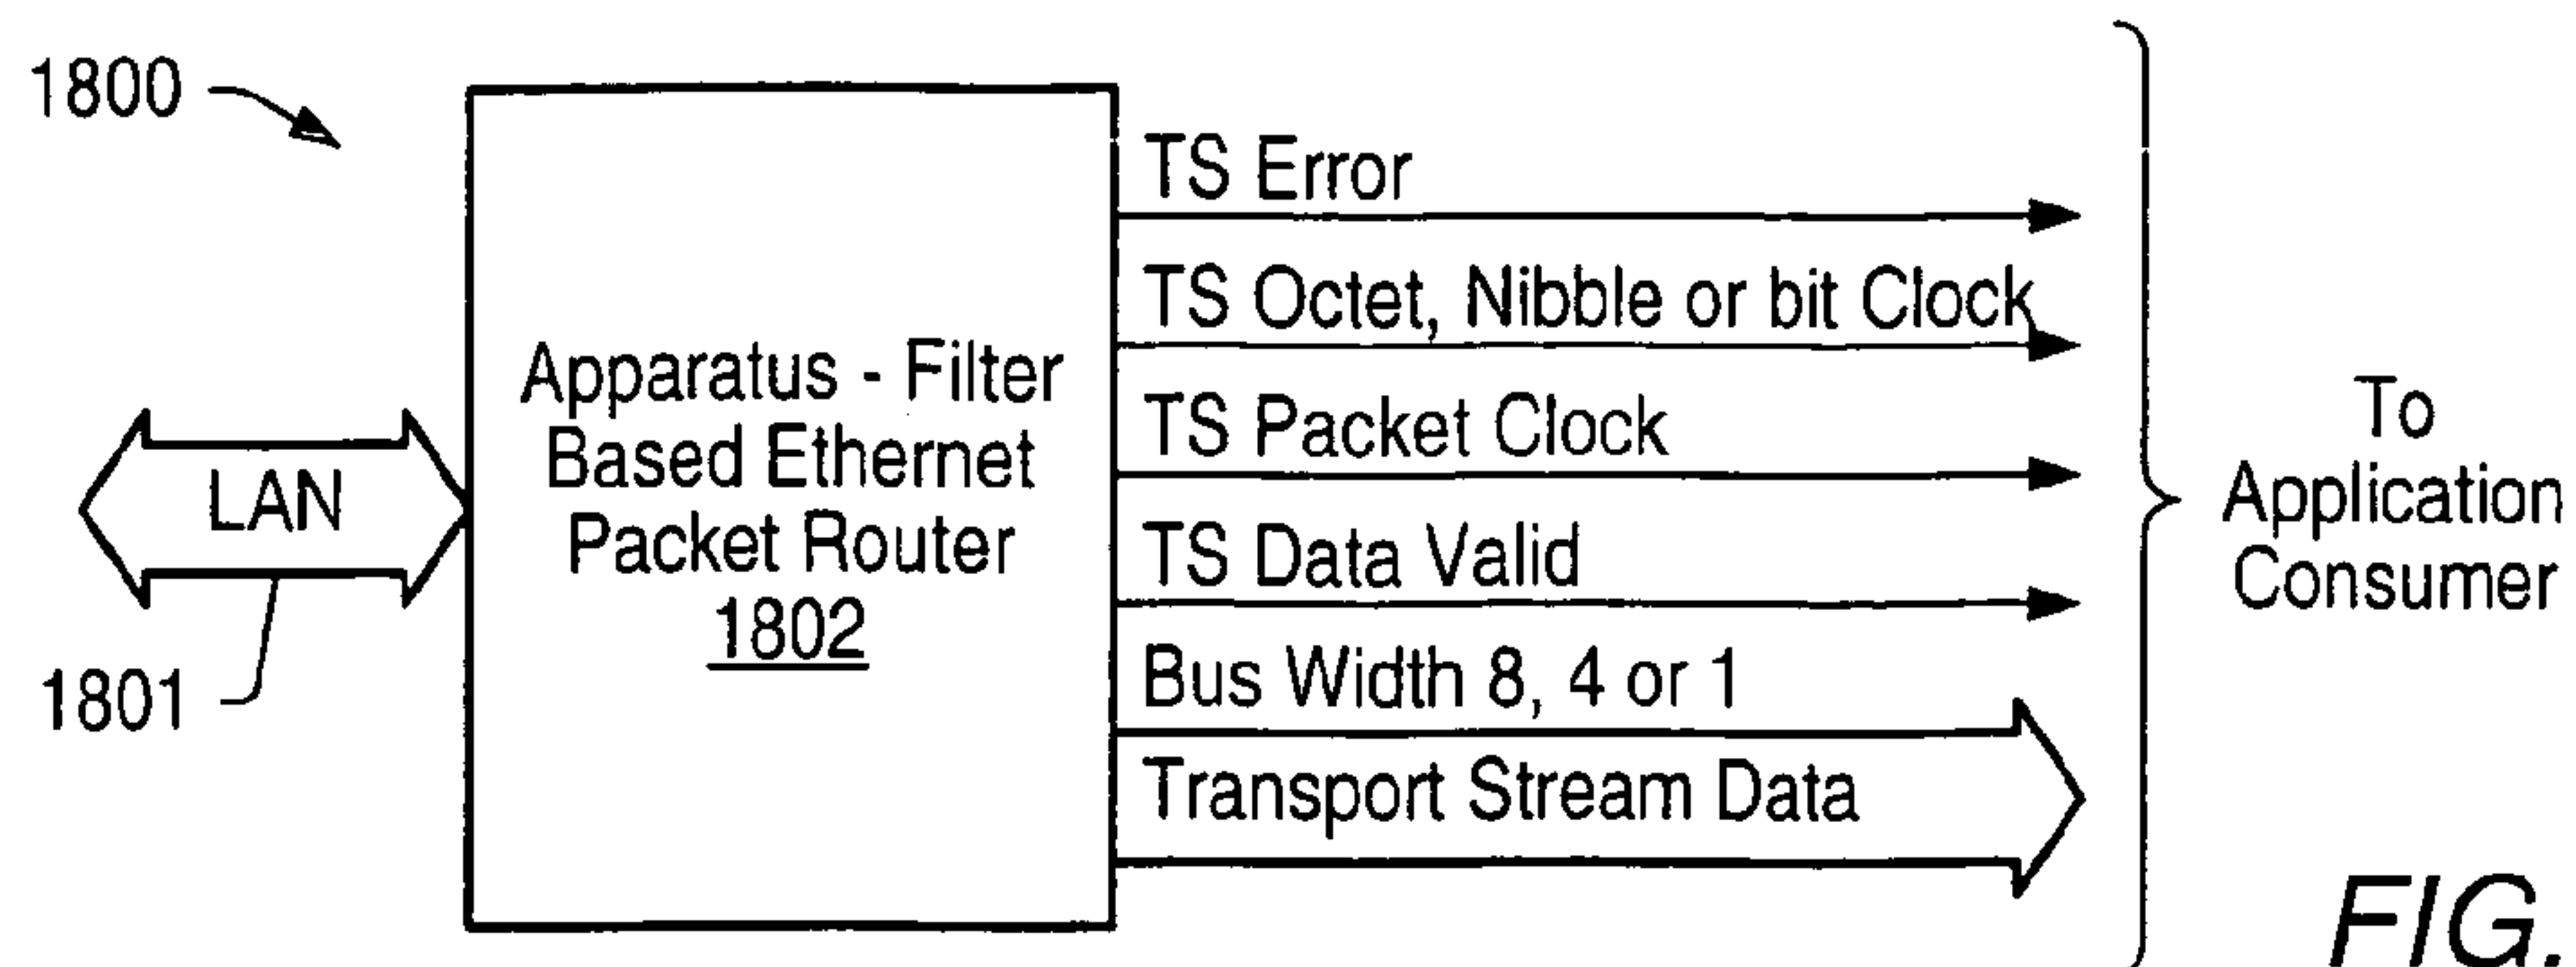 1800
TS Error
TS Octet, Nibble or bit Clock
TS Packet Clock
TS Data Valid
Bus Width 8, 4 or 1
Transport Stream Data
Apparatus - Filter
Based Ethernet
Packet Router
1802
LAN
1801
To
Application
Consumer
FIG.